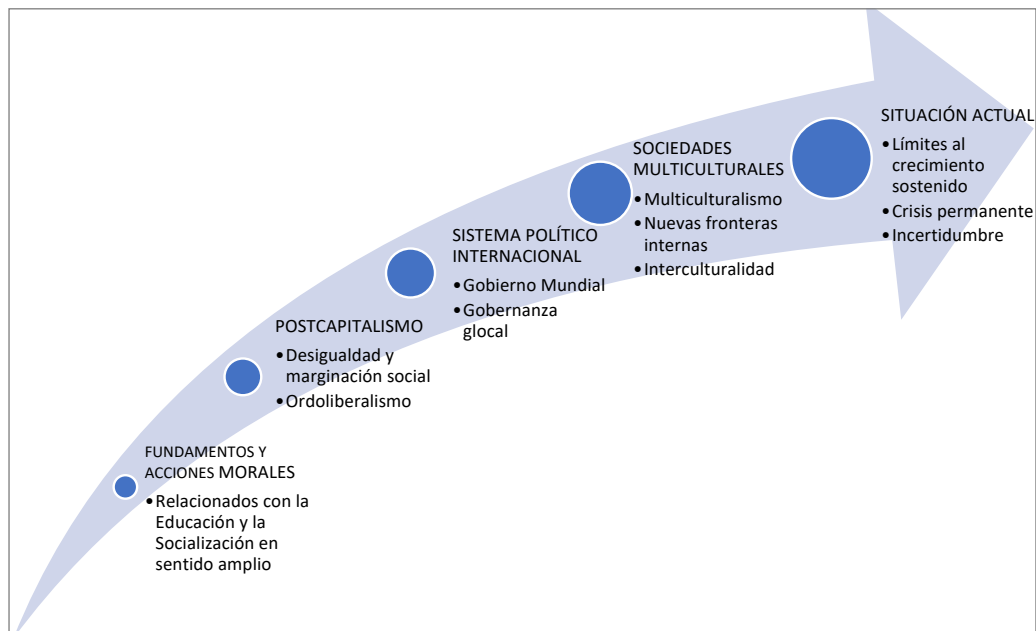 FUNDAMENTOS Y
ACCIONES MORALES
•Relacionados con la
Educación y la
Socialización en
sentido amplio
POSTCAPITALISMO
•Desigualdad y
marginación social
•Ordoliberalismo
SISTEMA POLÍTICO
INTERNACIONAL
•Gobierno Mundial
•Gobernanza
glocal
SOCIEDADES
MULTICULTURALES
•Multiculturalismo
•Nuevas fronteras
internas
•Interculturalidad
SITUACIÓN ACTUAL
•Límites al
crecimiento
sostenido
•Crisis permanente
•Incertidumbre